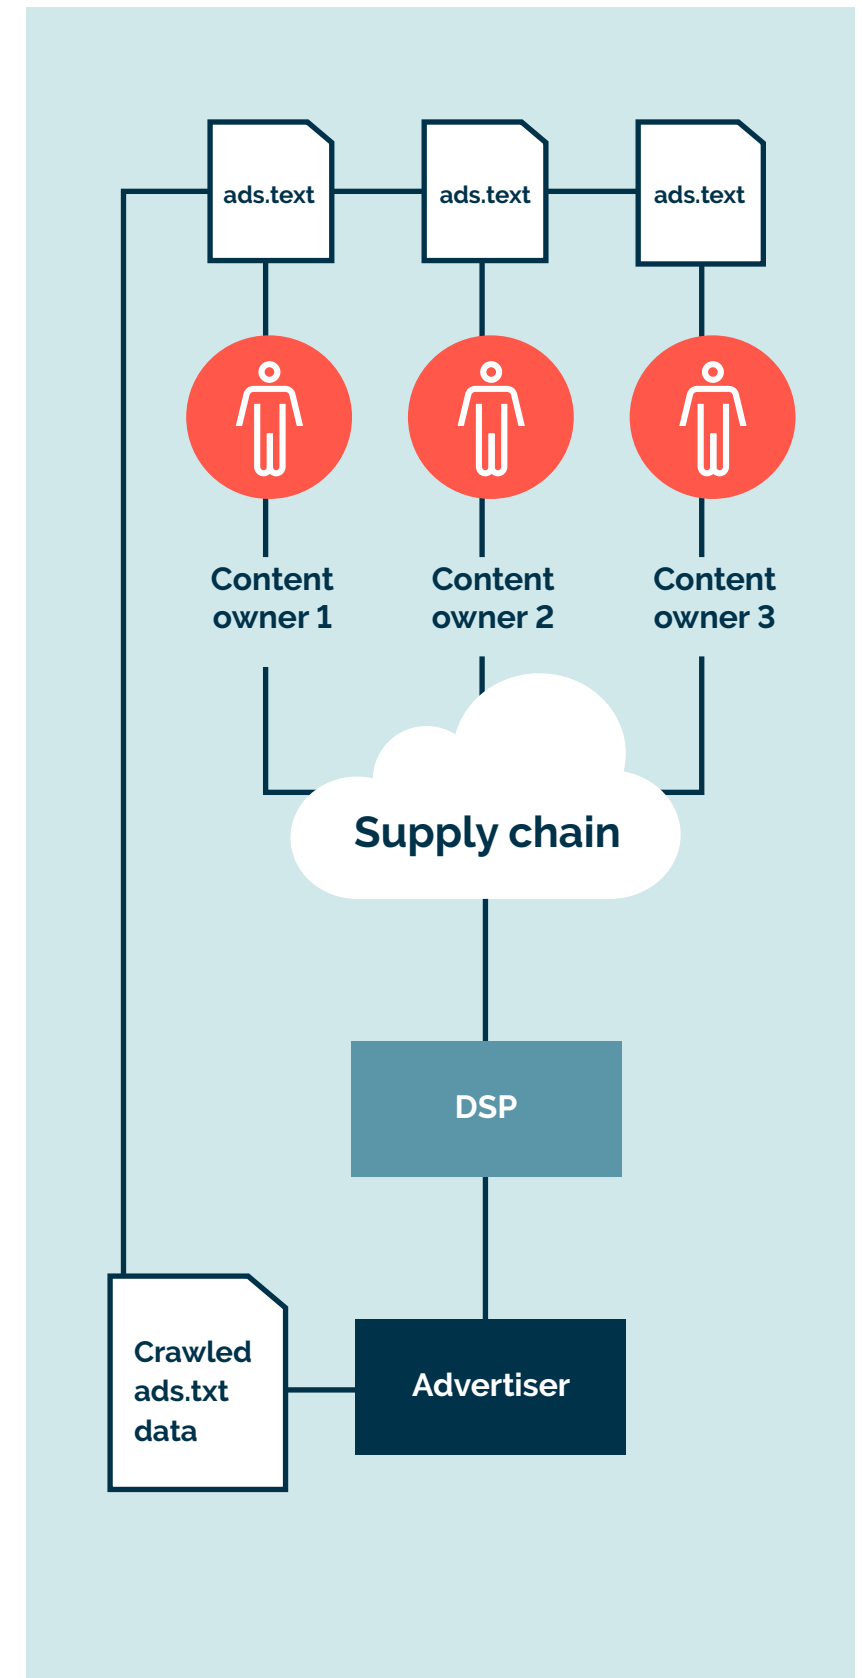 ads.text
ads.text
ads.text
Content
owner 1
Content
owner 2
Content
owner 3
Supply chain
DSP
Crawled
ads.txt
data
Advertiser